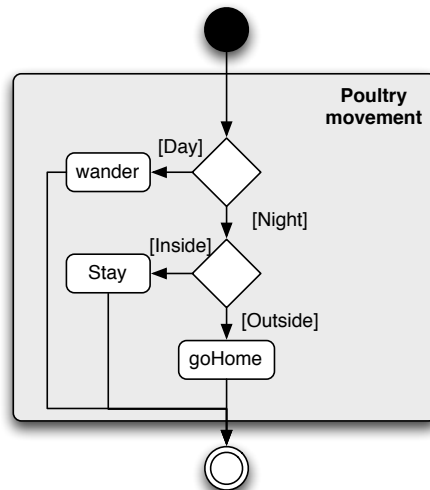 Poultry
movement
[Day]
wander
[Night]
[Inside]
Stay
[Outside]
goHome